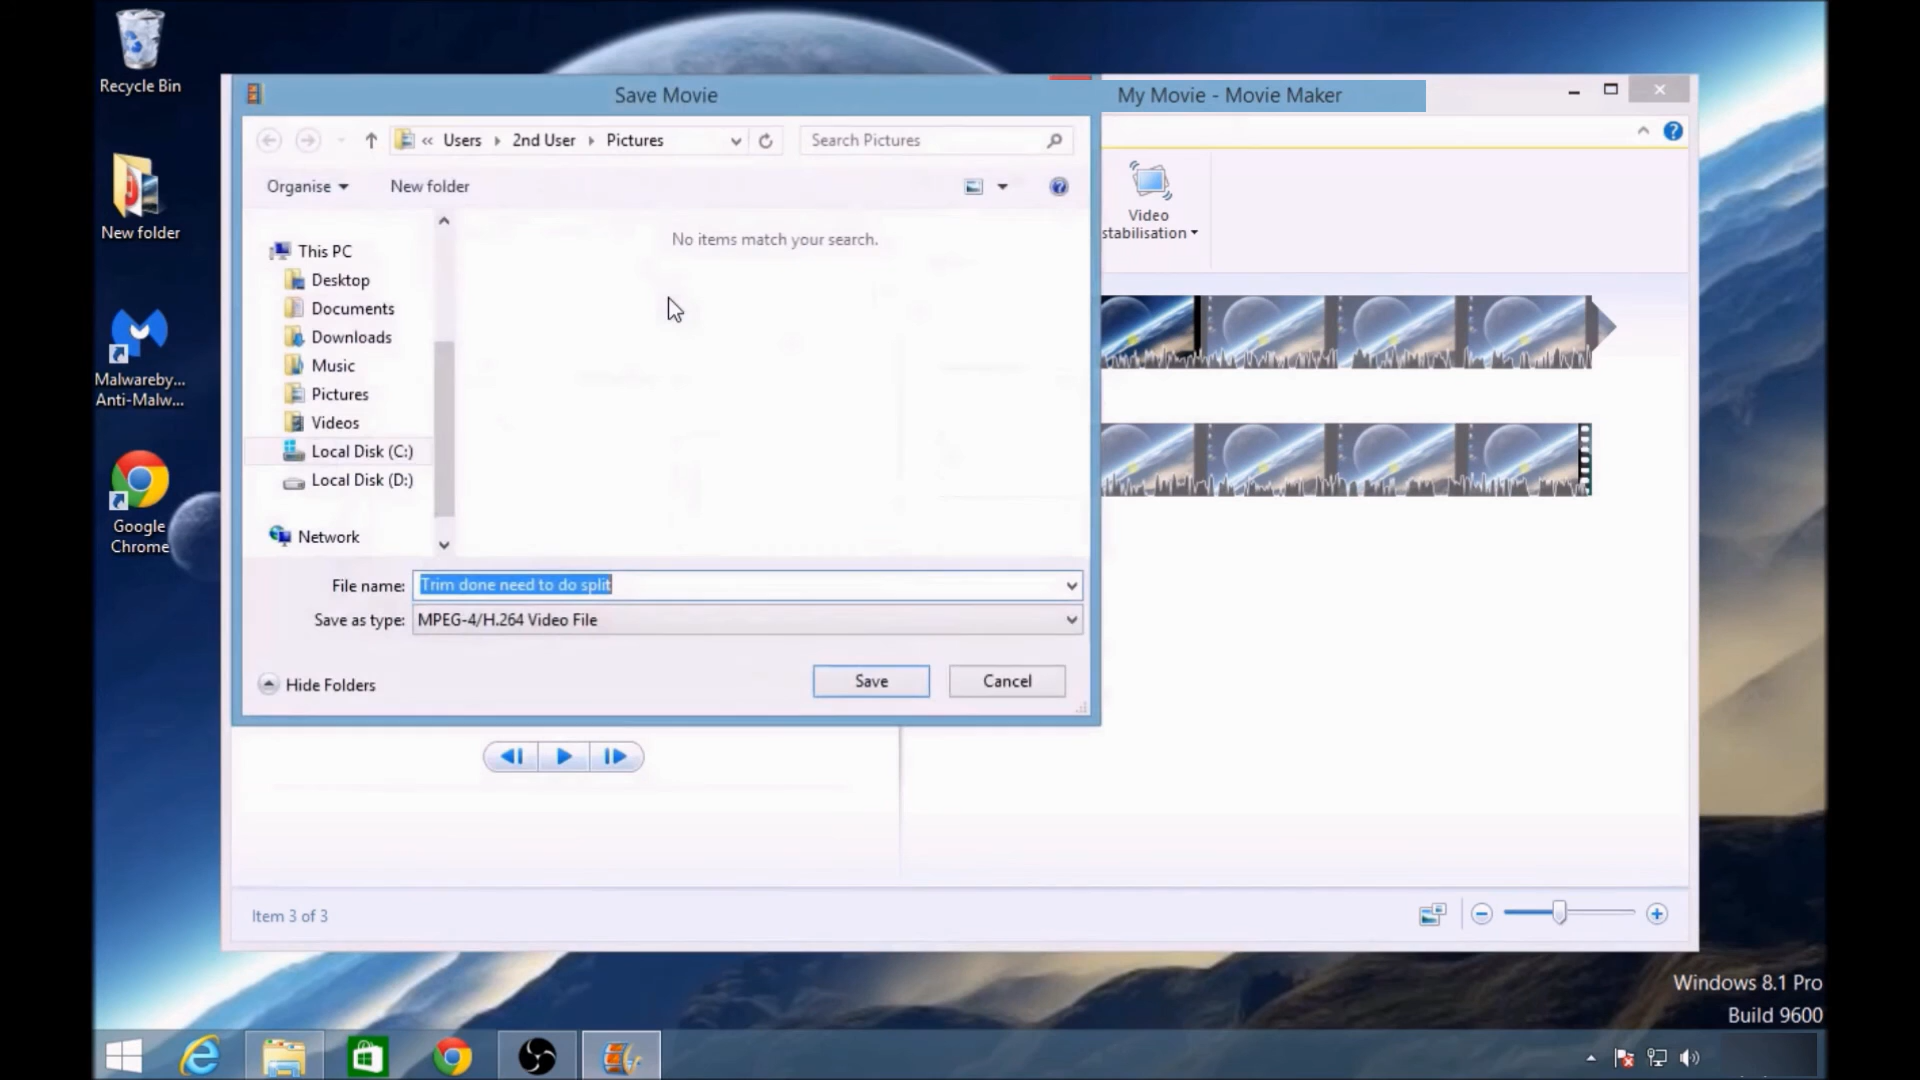 Recycle Bin
New folder
Malwareby...
Anti-Malw...
Google
Chrome
Save Movie
« Users 2nd User Pictures
Search Pictures
Organise
New folder
This PC
Desktop
Documents
Downloads
Music
Pictures
Videos
Local Disk (C:)
Local Disk (D:)
Network
No items match your search.
File name: Trim done need to do split
Save as type: MPEG-4/H.264 Video File
Hide Folders
Save
Cancel
My Movie - Movie Maker
Video
stabilisation
Item 3 of 3
Windows 8.1 Pro
Build 9600